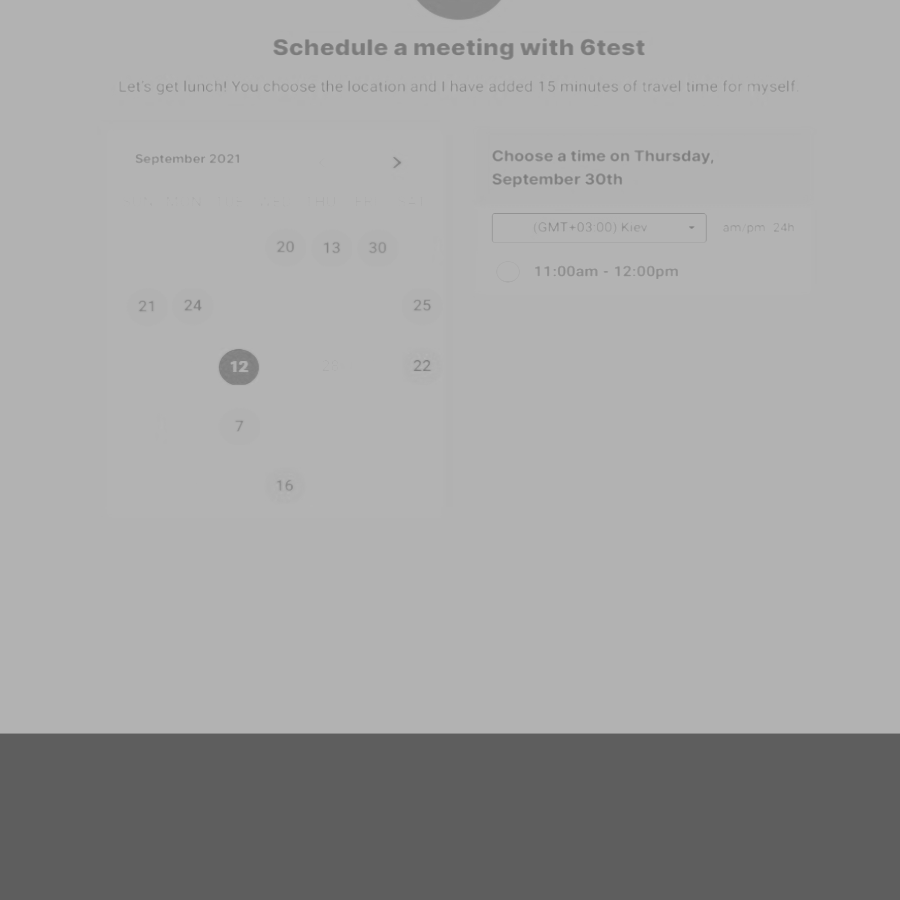 Schedule a meeting with 6test
Let's get lunch! You choose the location and I have added 15 minutes of travel time for myself.
September 2021
20 13 30
21 24 25
12 22
7
16
Choose a time on Thursday,
September 30th
(GMT+03:00) Kiev
am/pm 24h
11:00am - 12:00pm